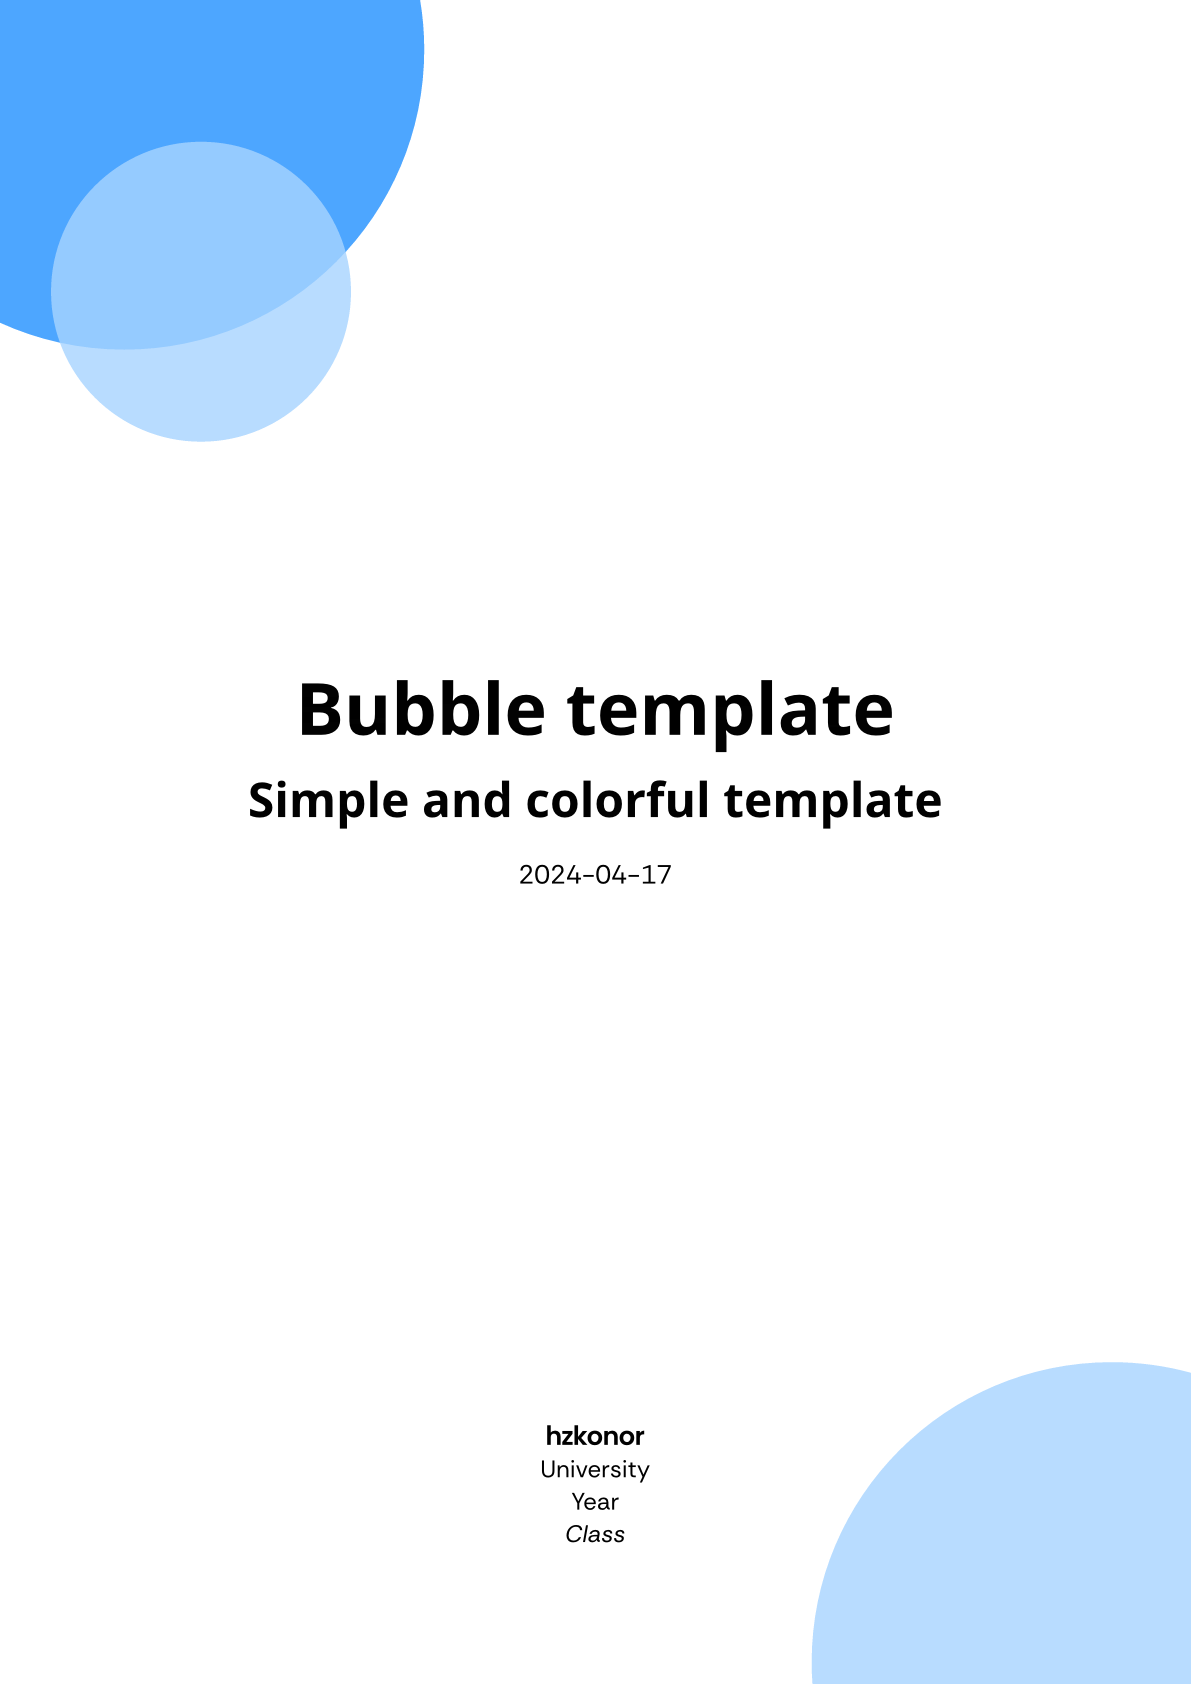 Bubble template
Simple and colorful template
2024-04-17
hzkonor
University
Year
Class